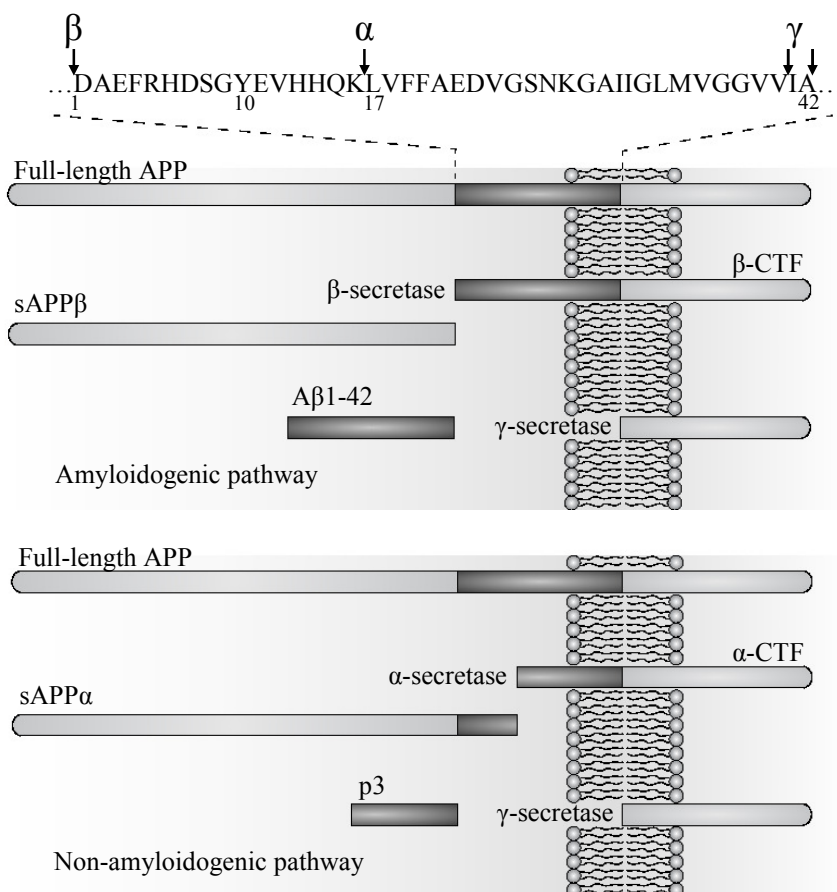 β α γ
...DAEFRHDSGYEVHHQKLVFFAEDVGSNKGAIIGLMVGGVVIA...
1 10 17 42
Full-length APP
β-CTF
β-secretase
sAPPβ
Aβ1-42
γ-secretase
Amyloidogenic pathway
Full-length APP
α-CTF
α-secretase
sAPPα
p3
γ-secretase
Non-amyloidogenic pathway